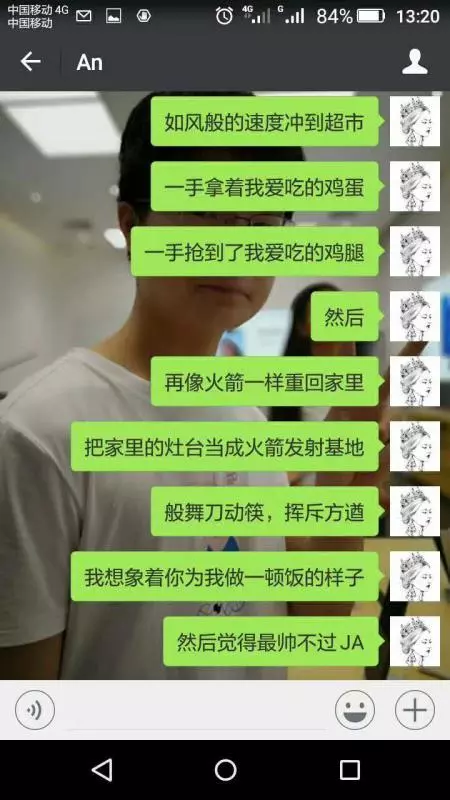 中国移动 4G
中国移动
4G
G
84%
13:20
An
如风般的速度冲到超市
一手拿着我爱吃的鸡蛋
一手抢到了我爱吃的鸡腿
然后
再像火箭一样重回家里
把家里的灶台当成火箭发射基地
般舞刀动筷，挥斥方遒
我想象着你为我做一顿饭的样子
然后觉得最帅不过JA